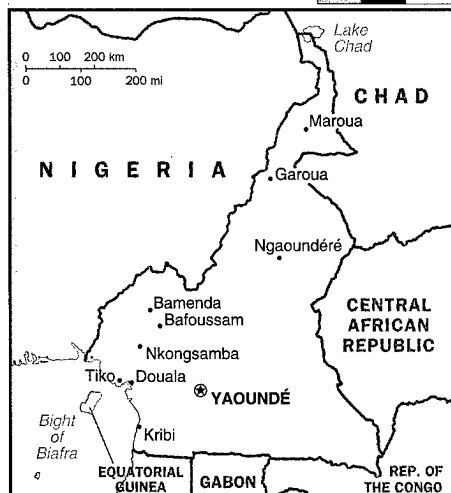 Lake
Chad
0 100 200 km
0 100 200 mi
CHAD
Maroua
NIGERIA
Garoua
Ngaoundéré
CENTRAL
AFRICAN
REPUBLIC
Bamenda
Bafoussam
Nkongsamba
Tiko
Douala
YAOUNDÉ
Bight
of
Biafra
Kribi
EQUATORIAL
GUINEA
GABON
REP. OF
THE CONGO